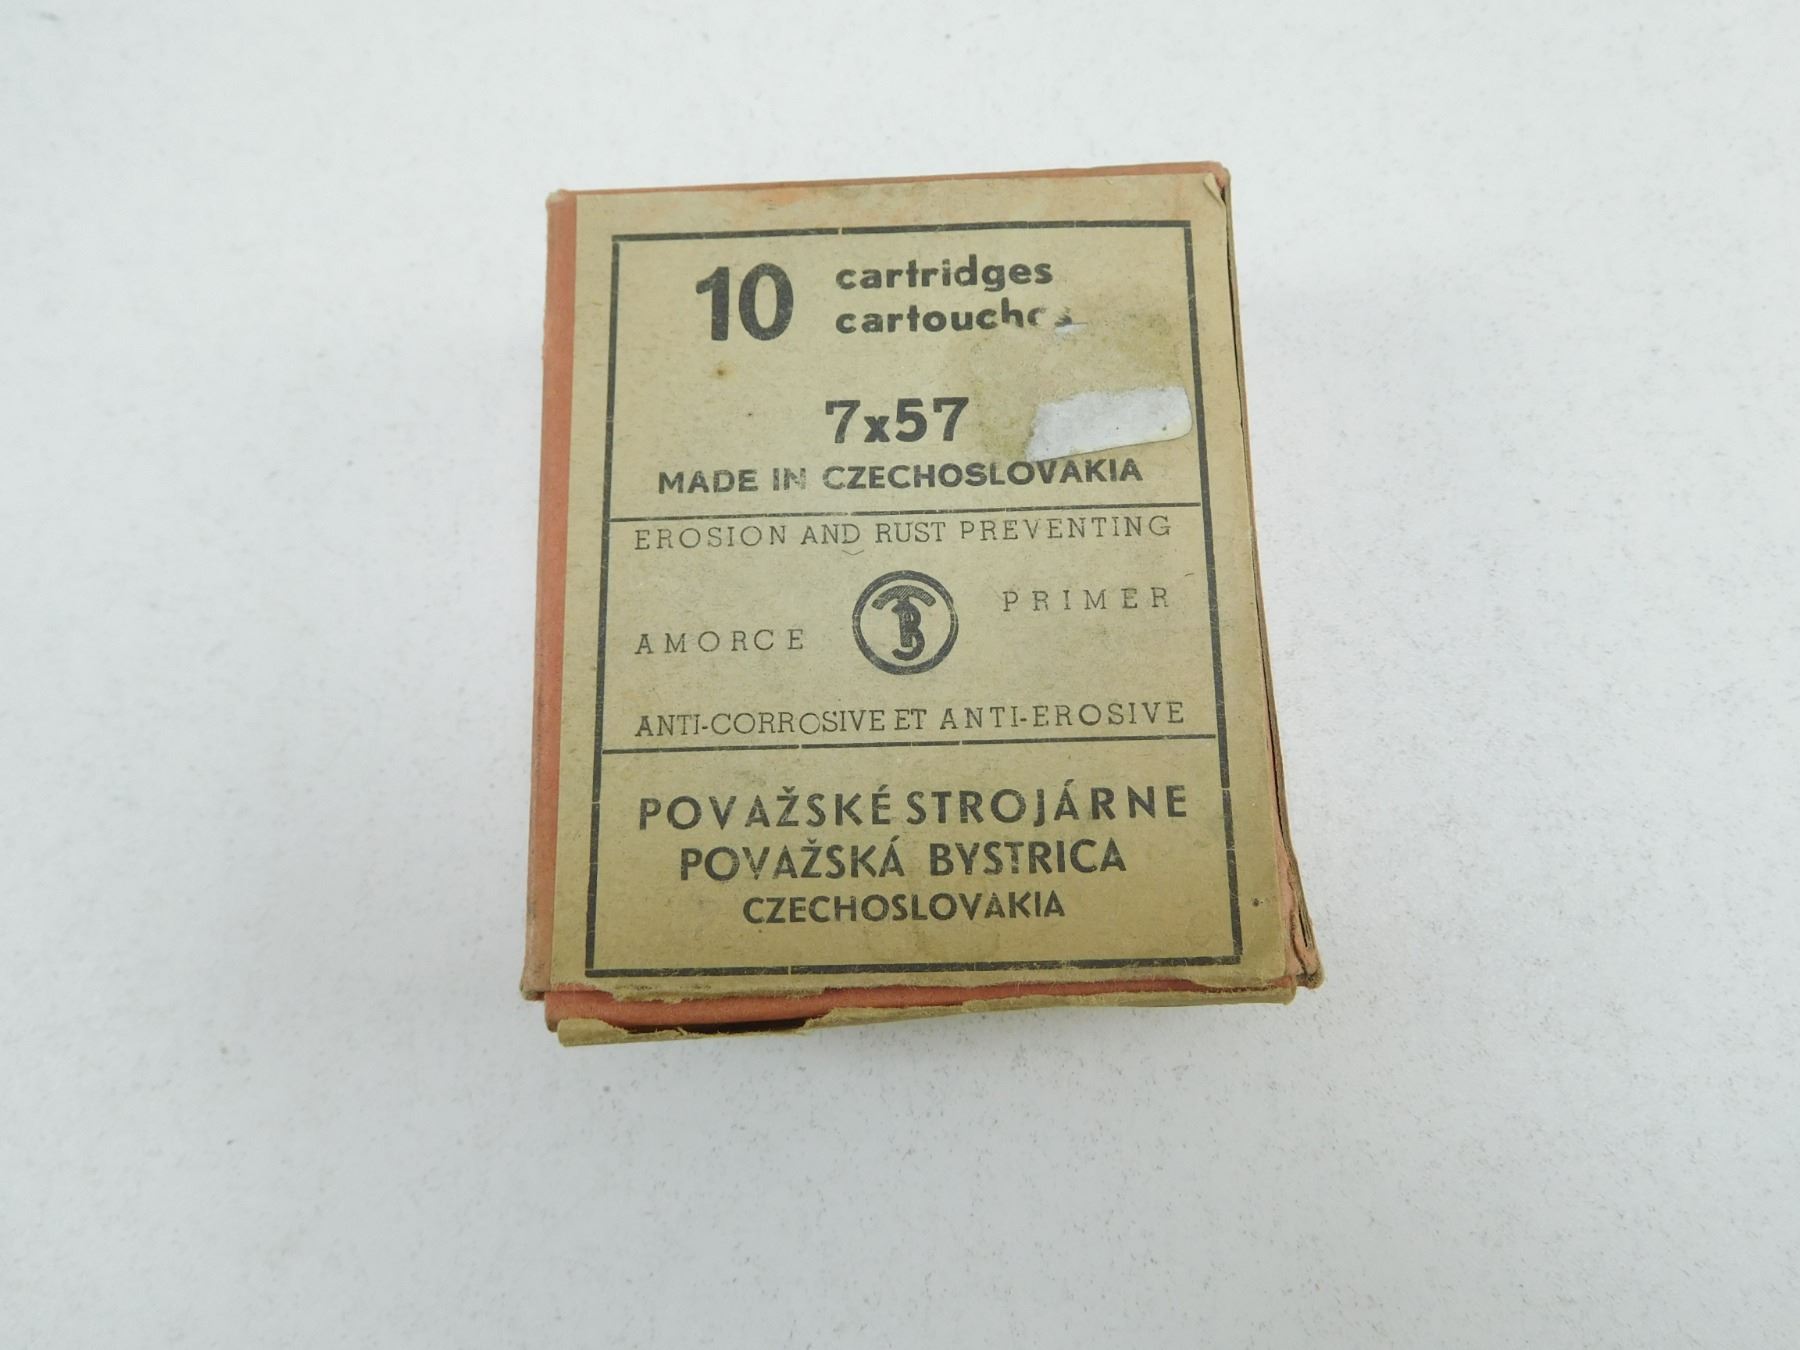 10 cartridges
cartouches
7x57
MADE IN CZECHOSLOVAKIA
EROSION AND RUST PREVENTING
PRIMER
AMORCE
ANTI-CORROSIVE ET ANTI-EROSIVE
POVAŽSKÉ STROJÁRNE
POVAŽSKÁ BYSTRICA
CZECHOSLOVAKIA